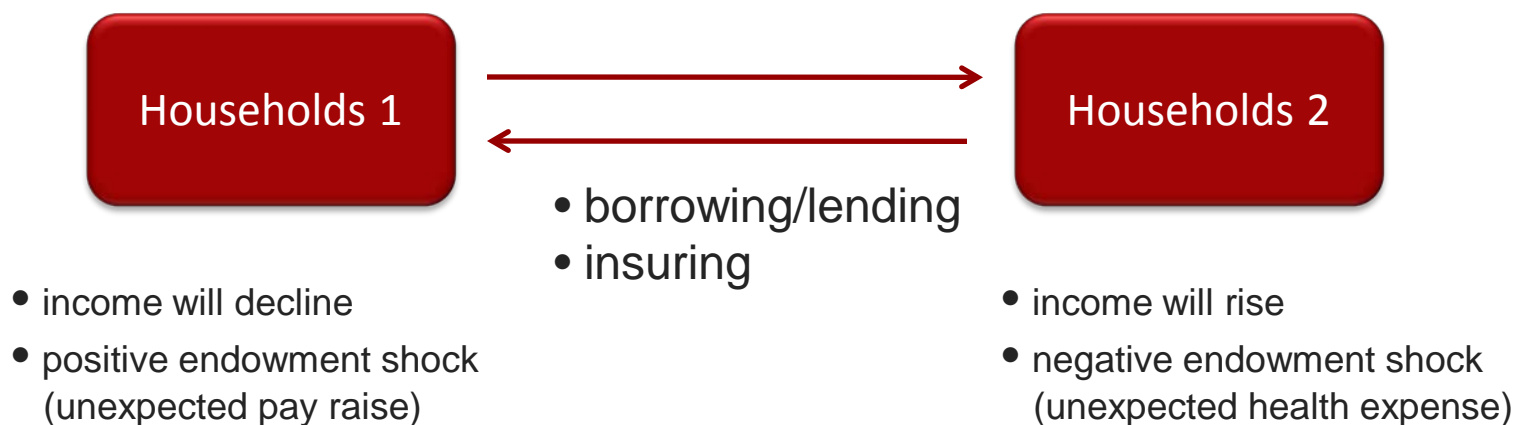 Households 1
Households 2
• borrowing/lending
• insuring
• income will decline
• positive endowment shock
(unexpected pay raise)
• income will rise
• negative endowment shock
(unexpected health expense)